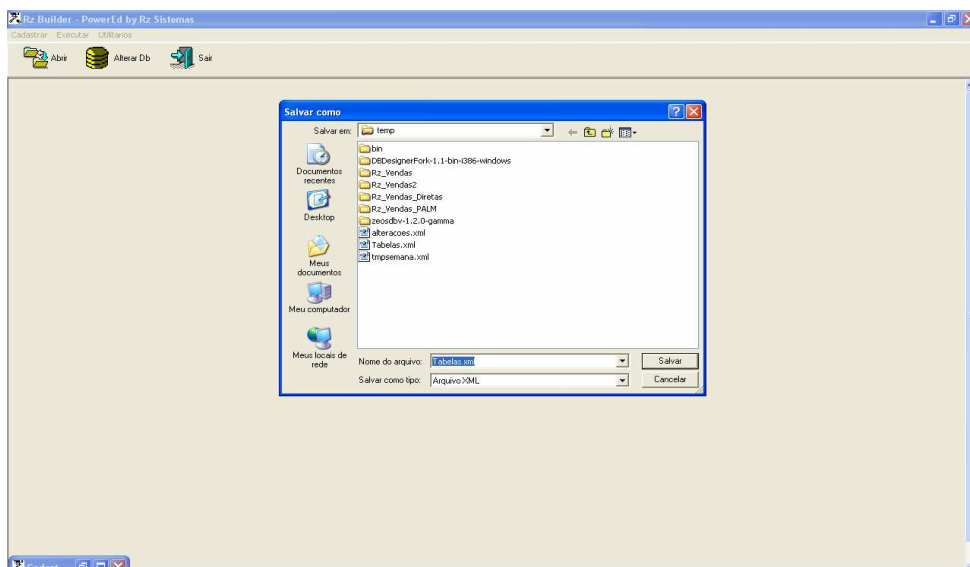 Rz Builder - PowerEd by Rz Sistemas
Cadastrar Executar Utilitarios
Abrir Alterar Db Sair
Salvar como
Salvar em: temp
Documentos recentes
Desktop
Meus documentos
Meu computador
Meus locais de rede
bin
DBDesignerFork-1.1-bin-i386-windows
Rz_Vendas
Rz_Vendas2
Rz_Vendas_Diretas
Rz_Vendas_PALM
zeosdbv-1.2.0-gamma
alteracoes.xml
Tabelas.xml
tmpsemana.xml
Nome do arquivo: Tabelas.xml Salvar
Salvar como tipo: Arquivo XML Cancelar